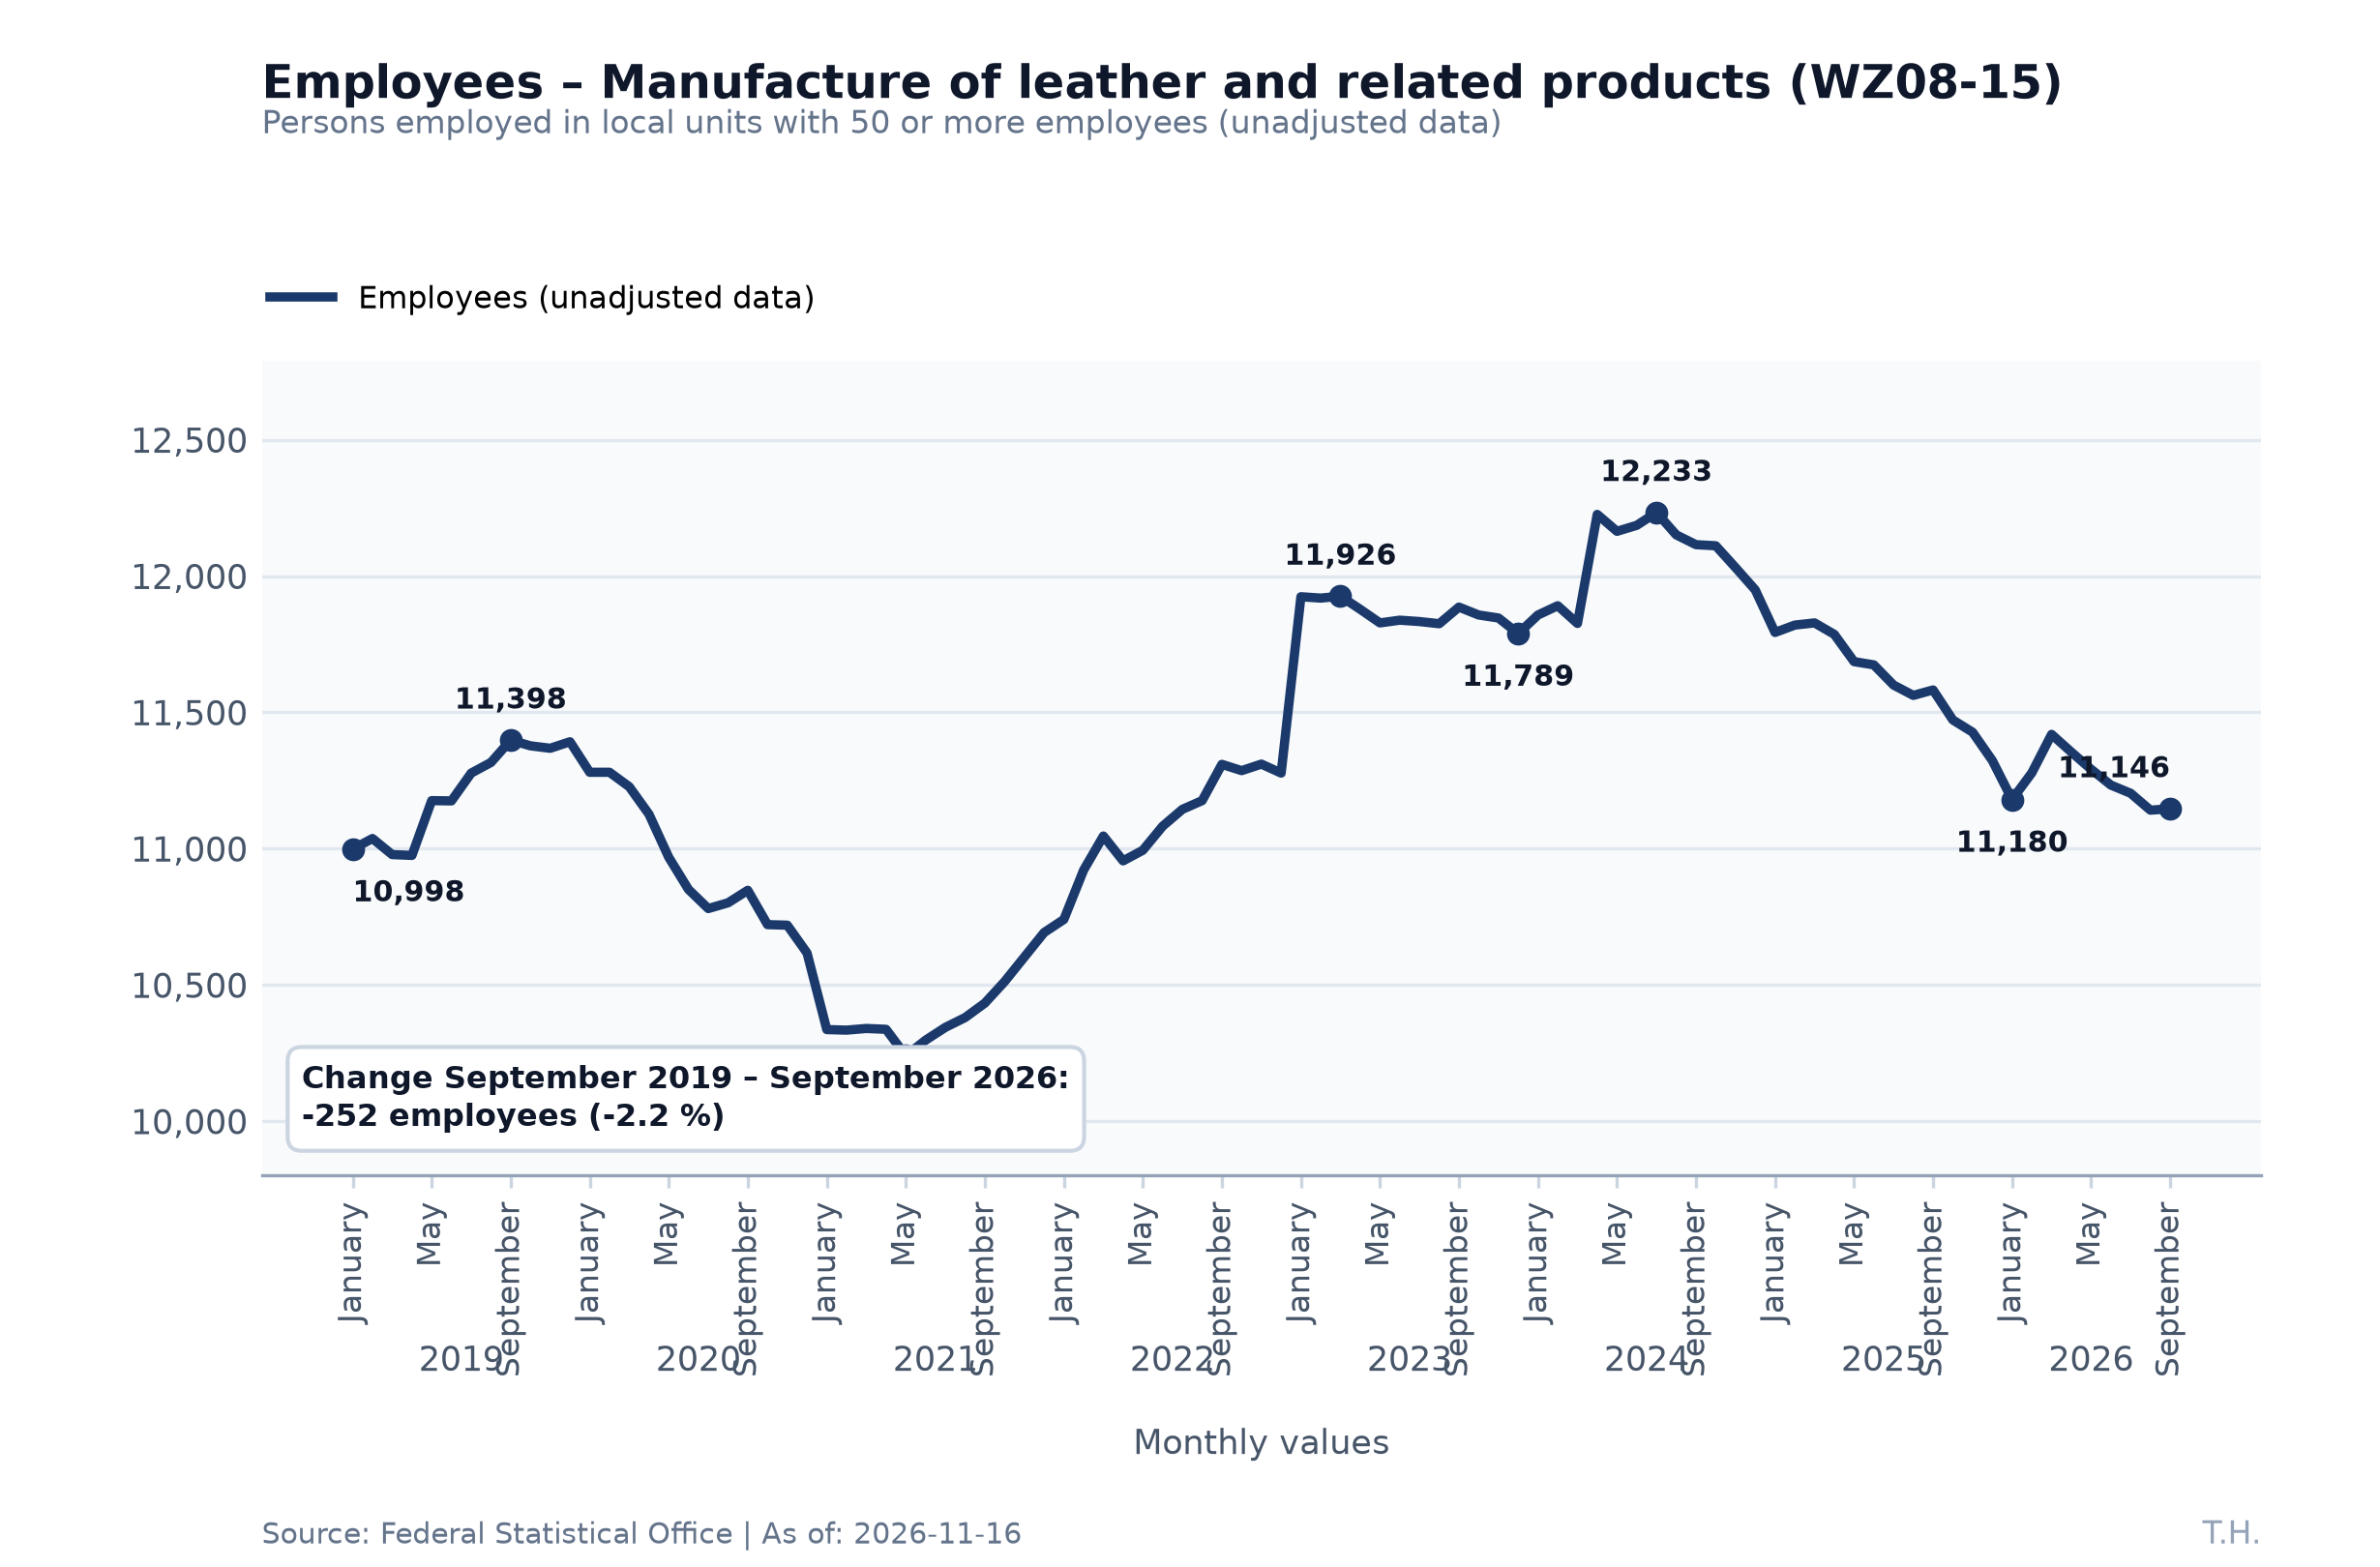 Employees – Manufacture of leather and related products (WZ08-15)
Persons employed in local units with 50 or more employees (unadjusted data)
Employees (unadjusted data)
12,500
12,000
11,500
11,000
10,500
10,000
10,998
11,398
11,926
11,789
12,233
11,180
11,146
Change September 2019 – September 2026:
-252 employees (-2.2 %)
January
May
September
January
May
September
January
May
September
January
May
September
January
May
September
January
May
September
January
May
September
January
May
September
2019
2020
2021
2022
2023
2024
2025
2026
Monthly values
Source: Federal Statistical Office | As of: 2026-11-16
T.H.